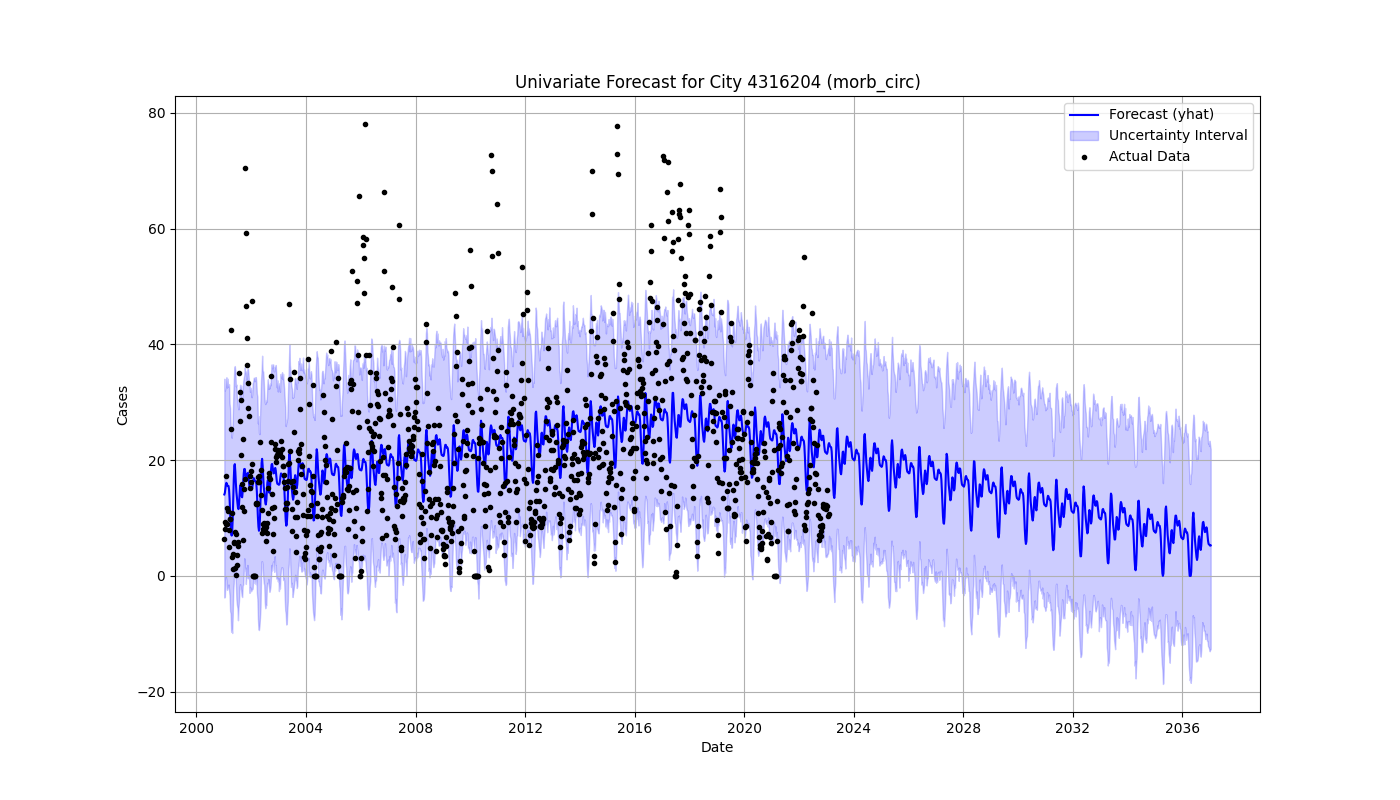 Univariate Forecast for City 4316204 (morb_circ)
Forecast (yhat)
Uncertainty Interval
Actual Data
Cases
80
60
40
20
0
−20
2000 2004 2008 2012 2016 2020 2024 2028 2032 2036
Date